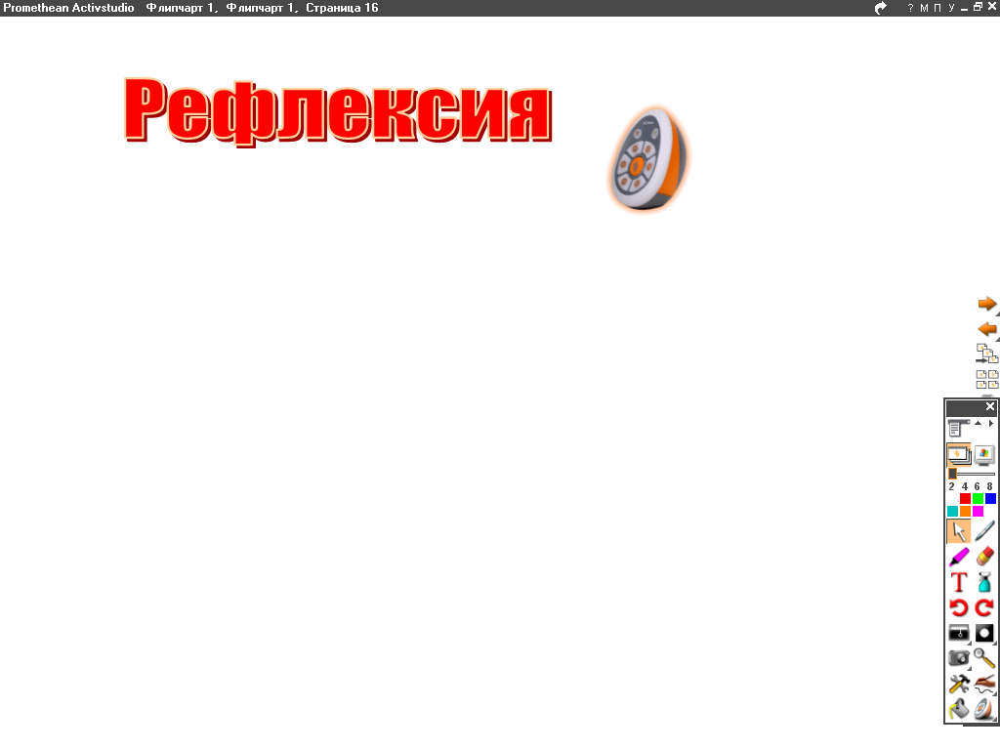 Promethean Activstudio Флипчарт 1, Флипчарт 1, Страница 16
? М П У
Рефлексия
2 4 6 8
T